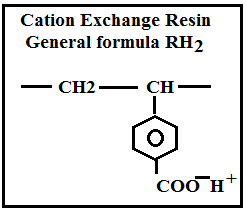 Cation Exchange Resin
General formula RH2
CH2 CH
COO⁻H⁺